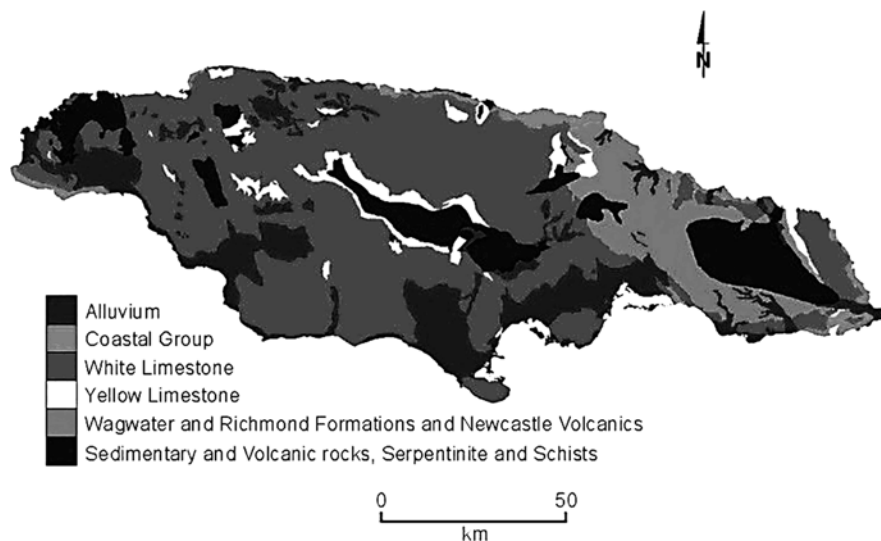 N
Alluvium
Coastal Group
White Limestone
Yellow Limestone
Wagwater and Richmond Formations and Newcastle Volcanics
Sedimentary and Volcanic rocks, Serpentinite and Schists
0 50
km